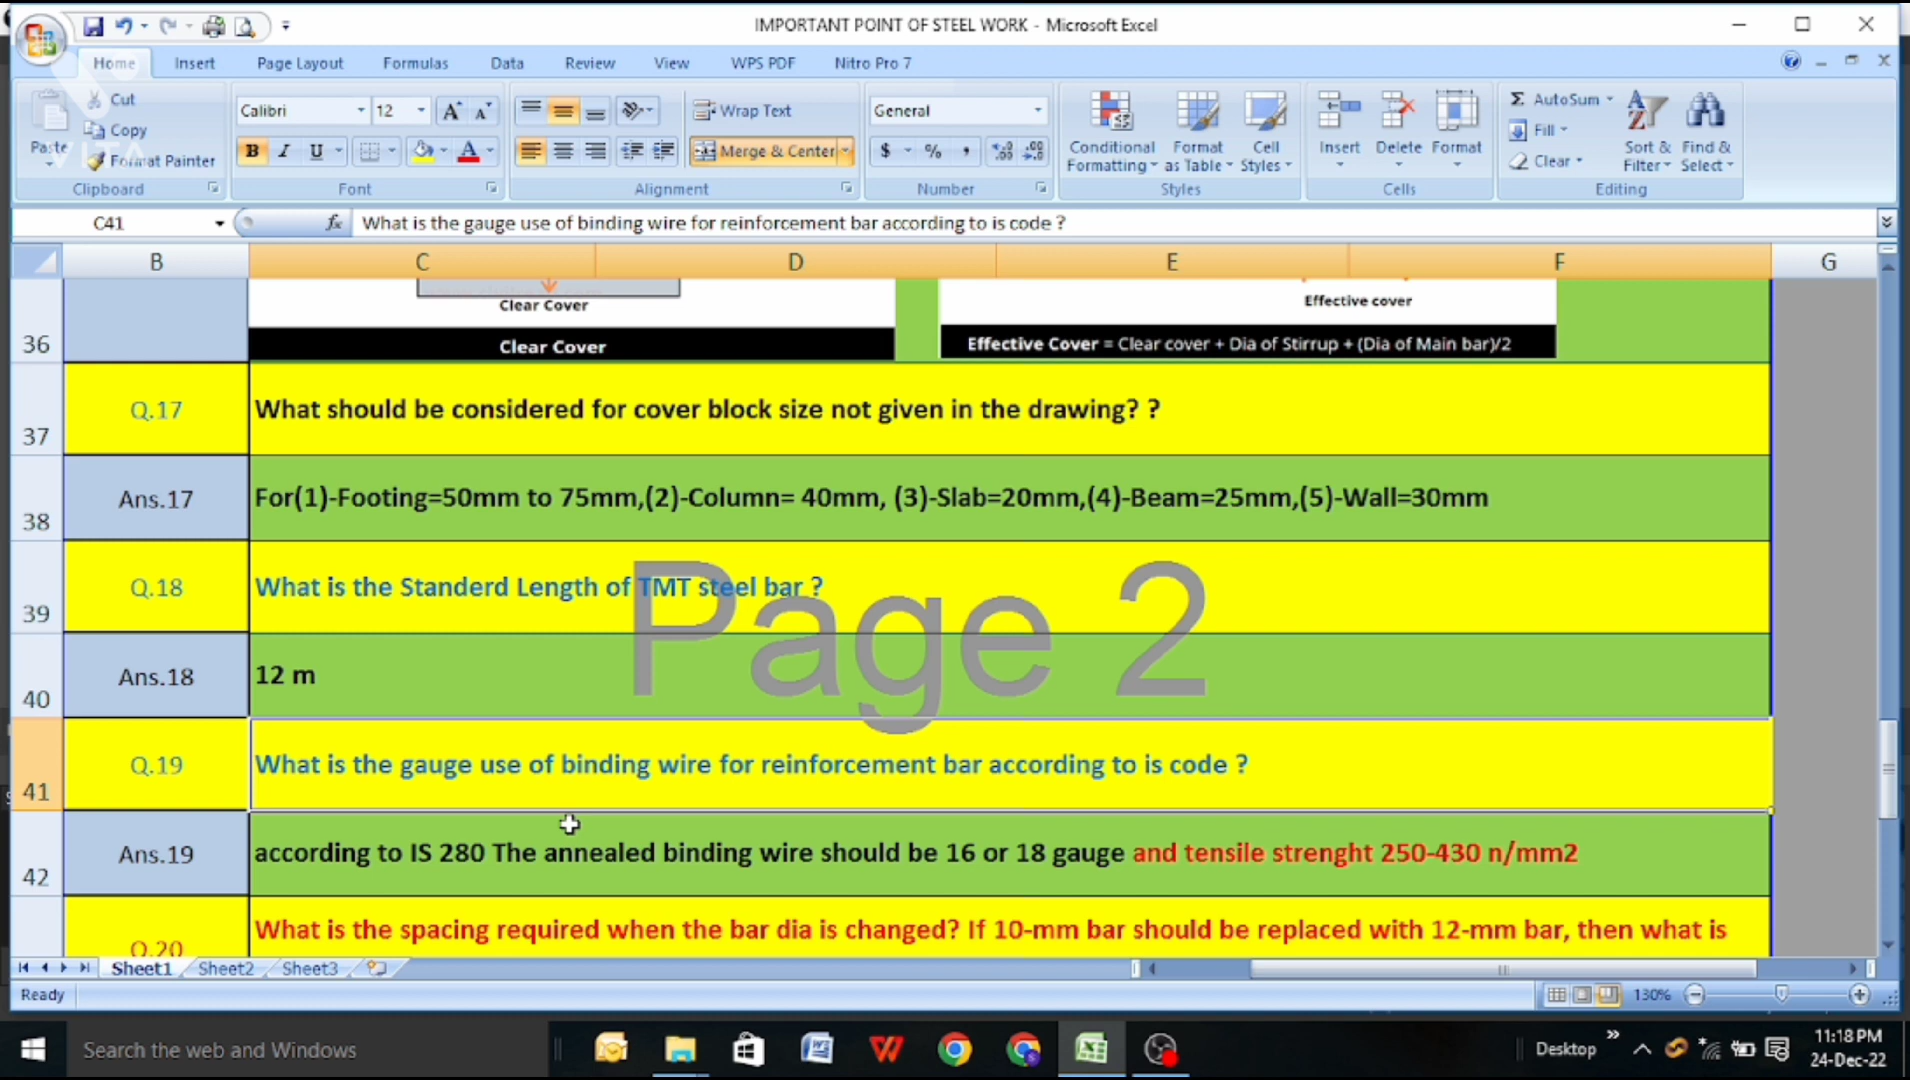 IMPORTANT POINT OF STEEL WORK - Microsoft Excel
Home Insert Page Layout Formulas Data Review View WPS PDF Nitro Pro 7
Paste
Cut
Copy
Format Painter
Clipboard
Calibri 12
B I U
Font
Wrap Text
Merge & Center
Alignment
General
$ % ,
Number
Conditional Formatting
Format as Table
Cell Styles
Styles
Insert Delete Format
Cells
Σ AutoSum
Fill
Clear
Sort & Filter
Find & Select
Editing
VITA
C41 fx What is the gauge use of binding wire for reinforcement bar according to is code ?
B C D E F G
Clear Cover Effective cover
36 Clear Cover Effective Cover = Clear cover + Dia of Stirrup + (Dia of Main bar)/2
37 Q.17 What should be considered for cover block size not given in the drawing? ?
38 Ans.17 For(1)-Footing=50mm to 75mm,(2)-Column= 40mm, (3)-Slab=20mm,(4)-Beam=25mm,(5)-Wall=30mm
39 Q.18 What is the Standerd Length of TMT steel bar ?
Page 2
40 Ans.18 12 m
41 Q.19 What is the gauge use of binding wire for reinforcement bar according to is code ?
42 Ans.19 according to IS 280 The annealed binding wire should be 16 or 18 gauge and tensile strenght 250-430 n/mm2
Q.20 What is the spacing required when the bar dia is changed? If 10-mm bar should be replaced with 12-mm bar, then what is
Sheet1 Sheet2 Sheet3
Ready 130%
Search the web and Windows
Desktop
11:18 PM
24-Dec-22